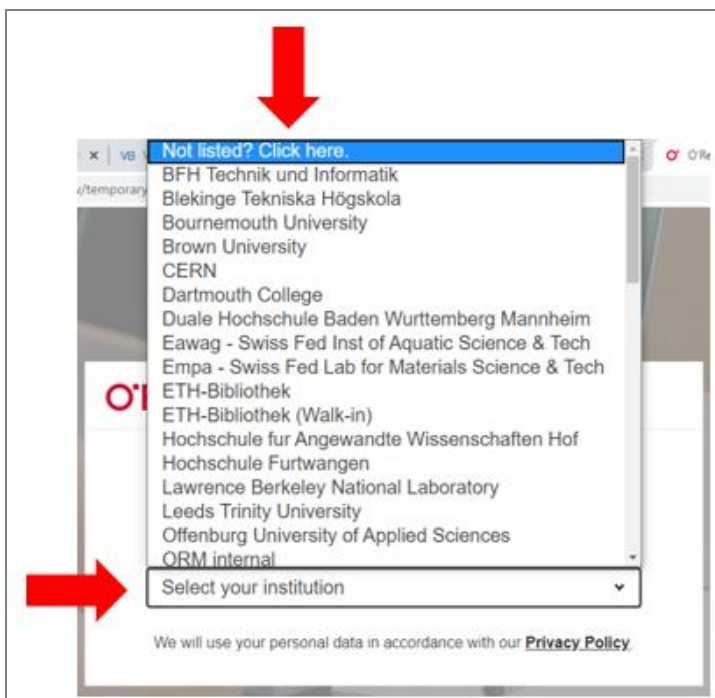 VB
O'Re
/temporary
Not listed? Click here.
BFH Technik und Informatik
Blekinge Tekniska Högskola
Bournemouth University
Brown University
CERN
Dartmouth College
Duale Hochschule Baden Wurttemberg Mannheim
Eawag - Swiss Fed Inst of Aquatic Science & Tech
Empa - Swiss Fed Lab for Materials Science & Tech
ETH-Bibliothek
ETH-Bibliothek (Walk-in)
Hochschule fur Angewandte Wissenschaften Hof
Hochschule Furtwangen
Lawrence Berkeley National Laboratory
Leeds Trinity University
Offenburg University of Applied Sciences
ORM internal
Select your institution
We will use your personal data in accordance with our Privacy Policy.